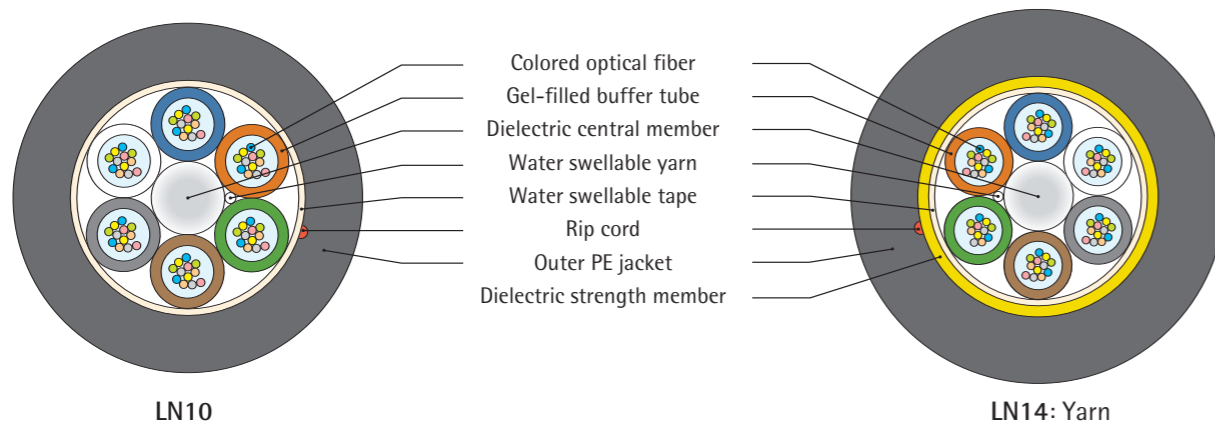 Colored optical fiber
Gel-filled buffer tube
Dielectric central member
Water swellable yarn
Water swellable tape
Rip cord
Outer PE jacket
Dielectric strength member
LN10
LN14: Yarn